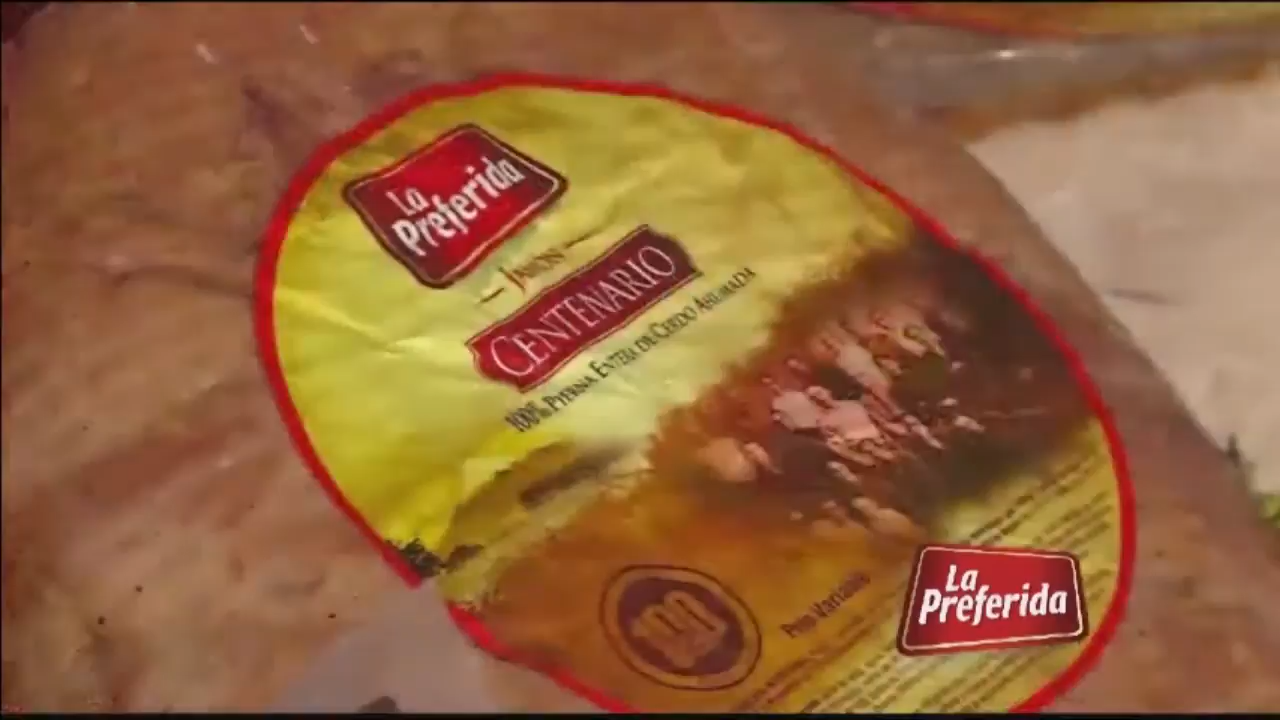 La
Preferida
JAMÓN
CENTENARIO
100% PIERNA ENTERA DE CERDO AHUMADA
100
Peso Variable
La
Preferida